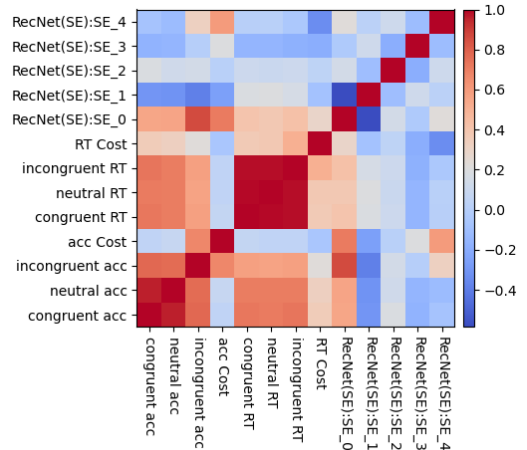 RecNet(SE):SE_4
RecNet(SE):SE_3
RecNet(SE):SE_2
RecNet(SE):SE_1
RecNet(SE):SE_0
RT Cost
incongruent RT
neutral RT
congruent RT
acc Cost
incongruent acc
neutral acc
congruent acc
congruent acc
neutral acc
incongruent acc
acc Cost
congruent RT
neutral RT
incongruent RT
RT Cost
RecNet(SE):SE_0
RecNet(SE):SE_1
RecNet(SE):SE_2
RecNet(SE):SE_3
RecNet(SE):SE_4
1.0
0.8
0.6
0.4
0.2
0.0
−0.2
−0.4